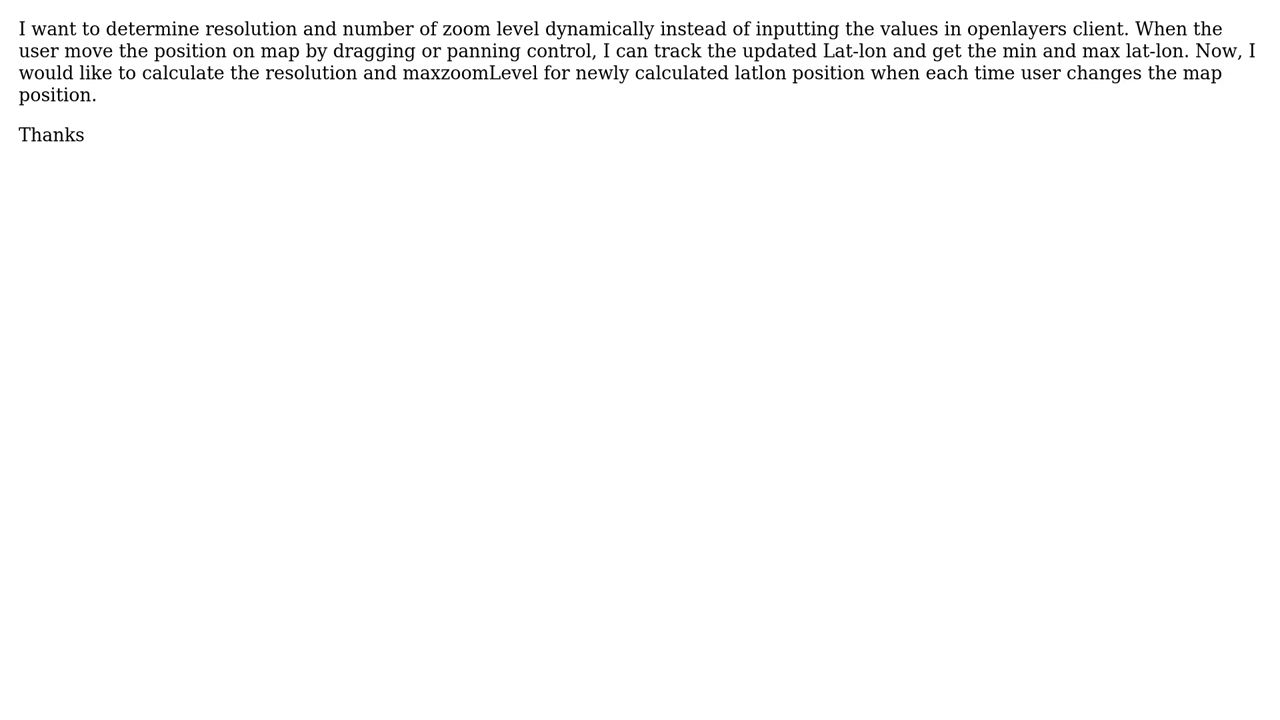 I want to determine resolution and number of zoom level dynamically instead of inputting the values in openlayers client. When the
user move the position on map by dragging or panning control, I can track the updated Lat-lon and get the min and max lat-lon. Now, I
would like to calculate the resolution and maxzoomLevel for newly calculated latlon position when each time user changes the map
position.
Thanks